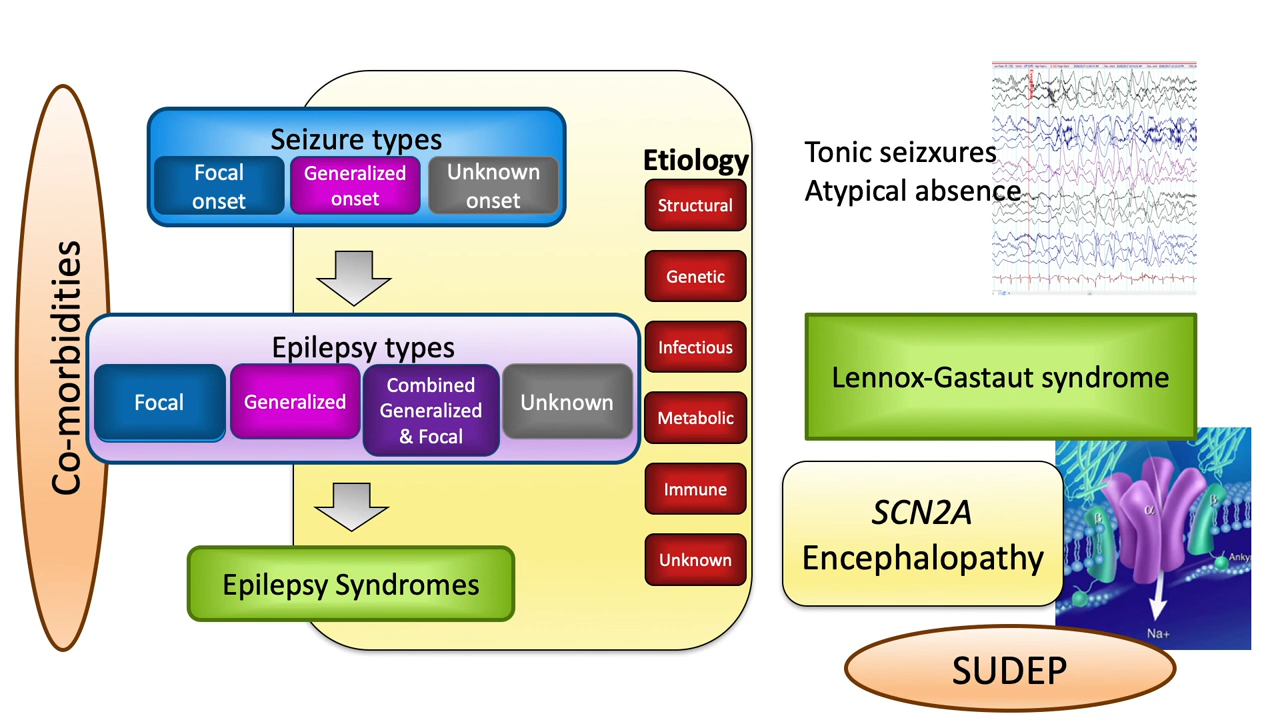 Co-morbidities
Seizure types
Focal
onset
Generalized
onset
Unknown
onset
Epilepsy types
Focal
Generalized
Combined
Generalized
& Focal
Unknown
Epilepsy Syndromes
Etiology
Structural
Genetic
Infectious
Metabolic
Immune
Unknown
Tonic seizxures
Atypical absence
Lennox-Gastaut syndrome
SCN2A
Encephalopathy
β
α
β
Na+
SUDEP